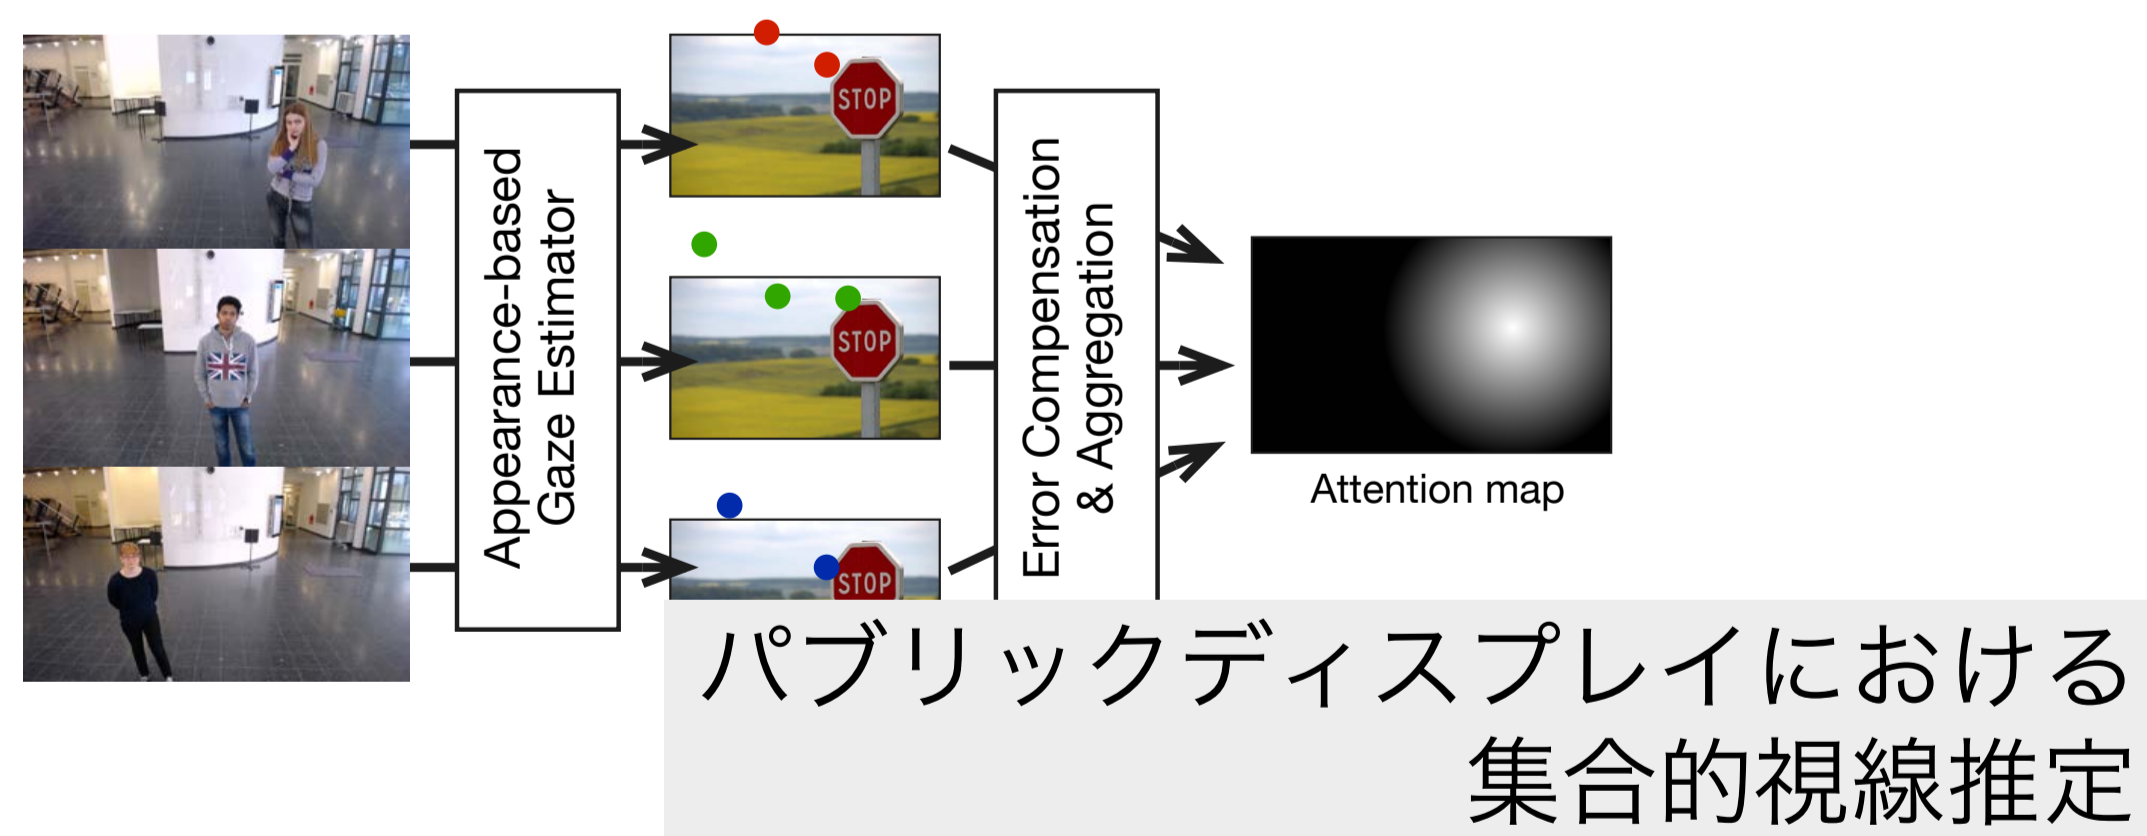 Appearance-based
Gaze Estimator
STOP
STOP
STOP
Error Compensation
& Aggregation
Attention map
パブリックディスプレイにおける
集合的視線推定